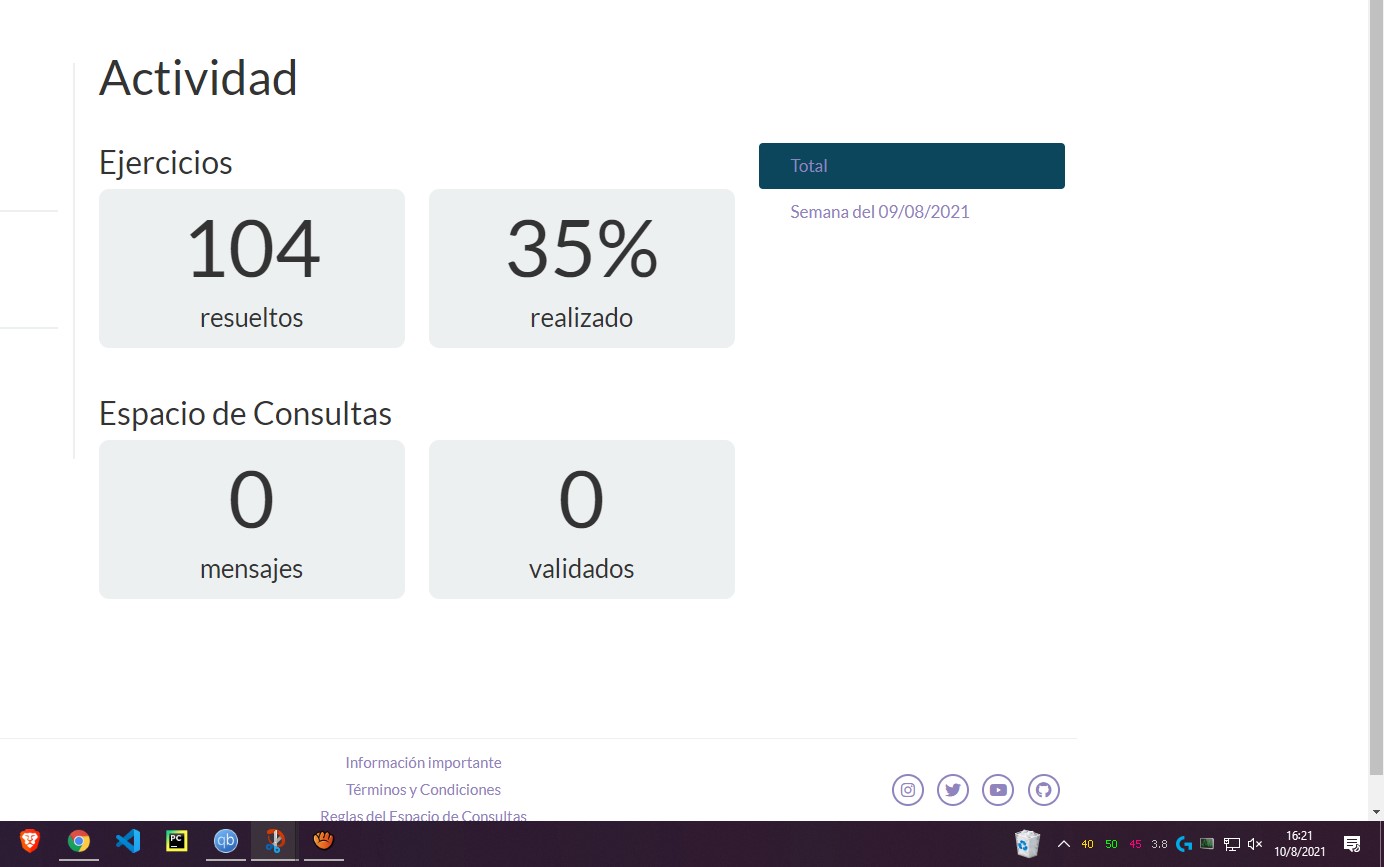 Actividad
Ejercicios
104
resueltos
35%
realizado
Total
Semana del 09/08/2021
Espacio de Consultas
0
mensajes
0
validados
Información importante
Términos y Condiciones
Reglas del Espacio de Consultas
PC
qb
40 50 45 3.8
16:21
10/8/2021